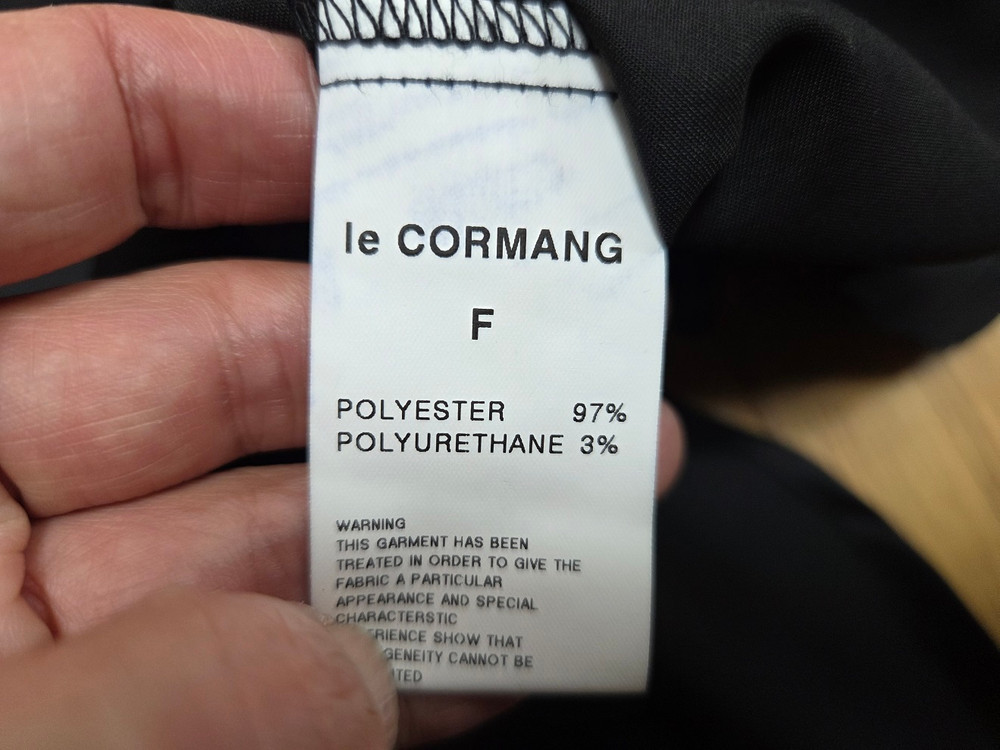 le CORMANG
F
POLYESTER 97%
POLYURETHANE 3%
WARNING
THIS GARMENT HAS BEEN
TREATED IN ORDER TO GIVE THE
FABRIC A PARTICULAR
APPEARANCE AND SPECIAL
CHARACTERSTIC
SHOW THAT
CANNOT BE